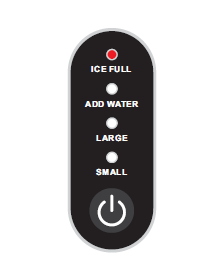 ICE FULL
ADD WATER
LARGE
SMALL